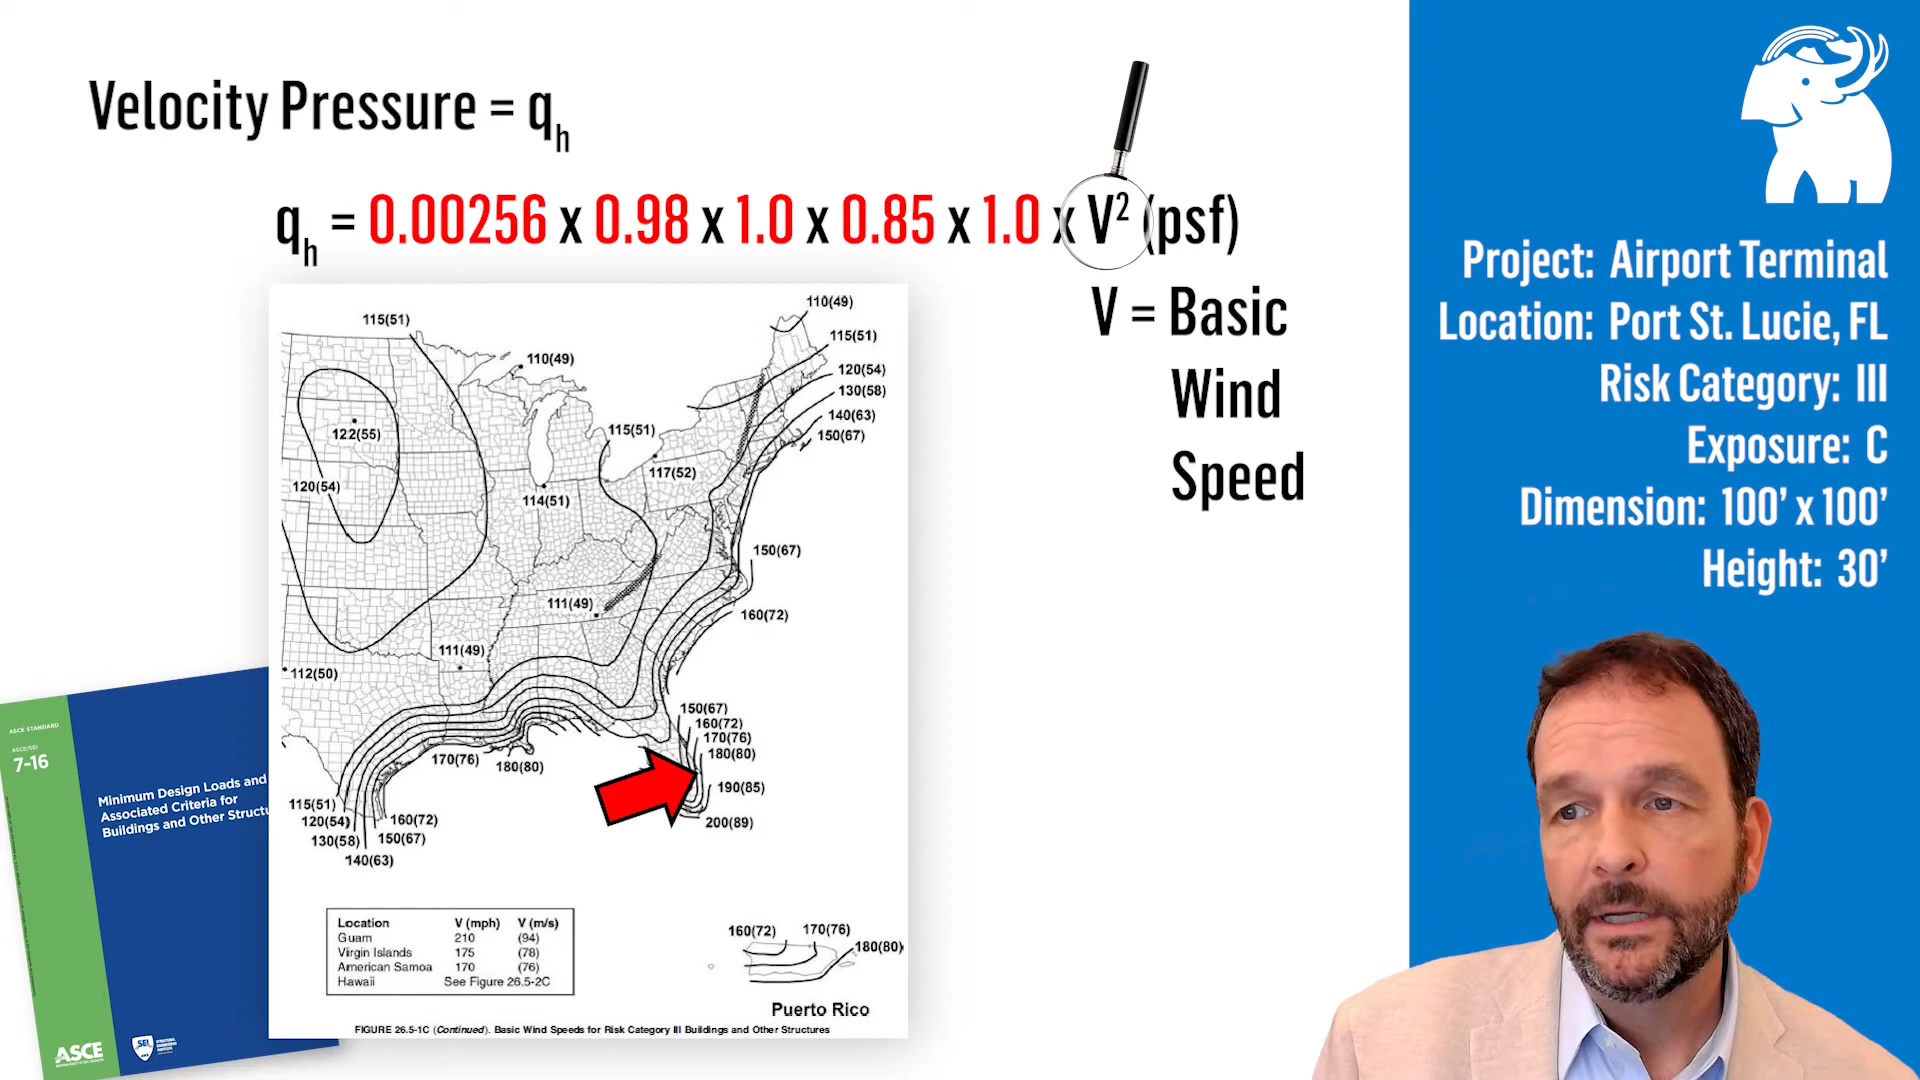 Velocity Pressure = qh
qh = 0.00256 x 0.98 x 1.0 x 0.85 x 1.0 x V² (psf)
V = Basic
Wind
Speed
Project: Airport Terminal
Location: Port St. Lucie, FL
Risk Category: III
Exposure: C
Dimension: 100’ x 100’
Height: 30’
110(49)
115(51)
115(51)
110(49)
120(54)
130(58)
140(63)
150(67)
122(55)
115(51)
117(52)
120(54)
114(51)
150(67)
111(49)
160(72)
111(49)
112(50)
150(67)
160(72)
170(76)
180(80)
170(76)
180(80)
190(85)
200(89)
115(51)
120(54)
130(58)
140(63)
160(72)
150(67)
Location V (mph) V (m/s)
Guam 210 (94)
Virgin Islands 175 (78)
American Samoa 170 (76)
Hawaii See Figure 26.5-2C
160(72)
170(76)
180(80)
Puerto Rico
FIGURE 26.5-1C (Continued). Basic Wind Speeds for Risk Category III Buildings and Other Structures
ASCE STANDARD
ASCE/SEI
7-16
Minimum Design Loads and
Associated Criteria for
Buildings and Other Structu
ASCE
SEI